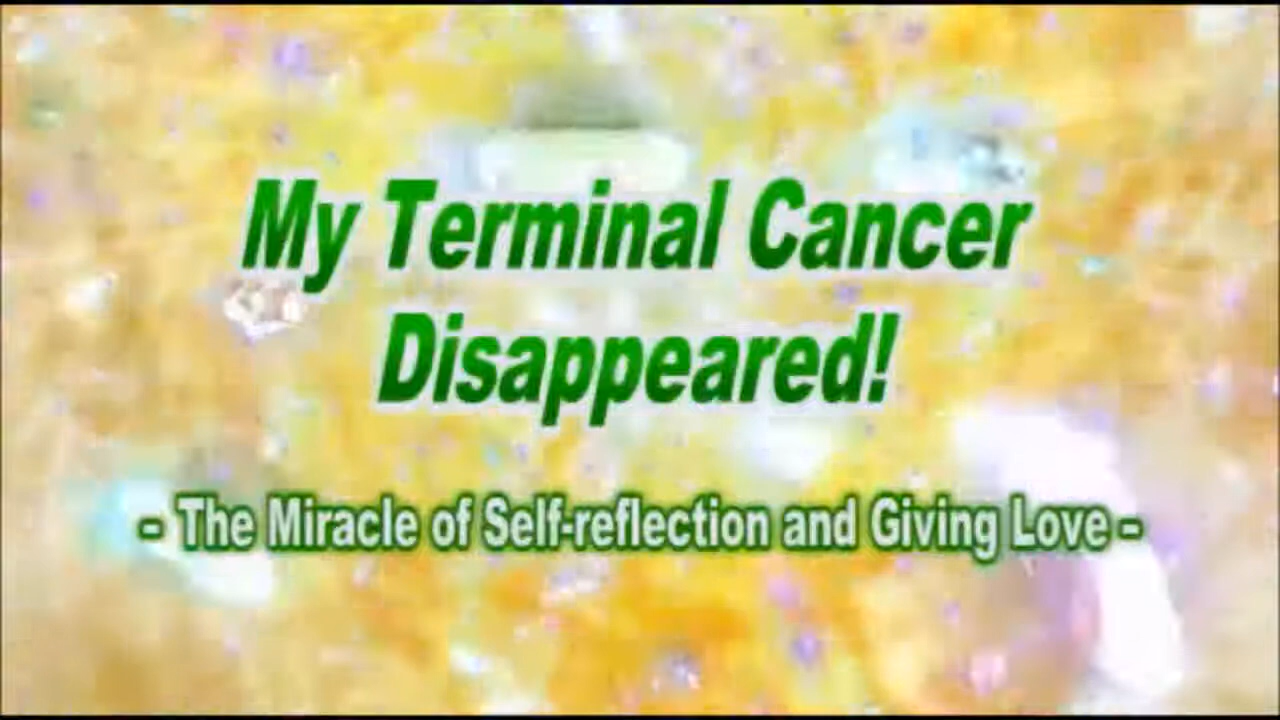 My Terminal Cancer
Disappeared!
- The Miracle of Self-reflection and Giving Love -